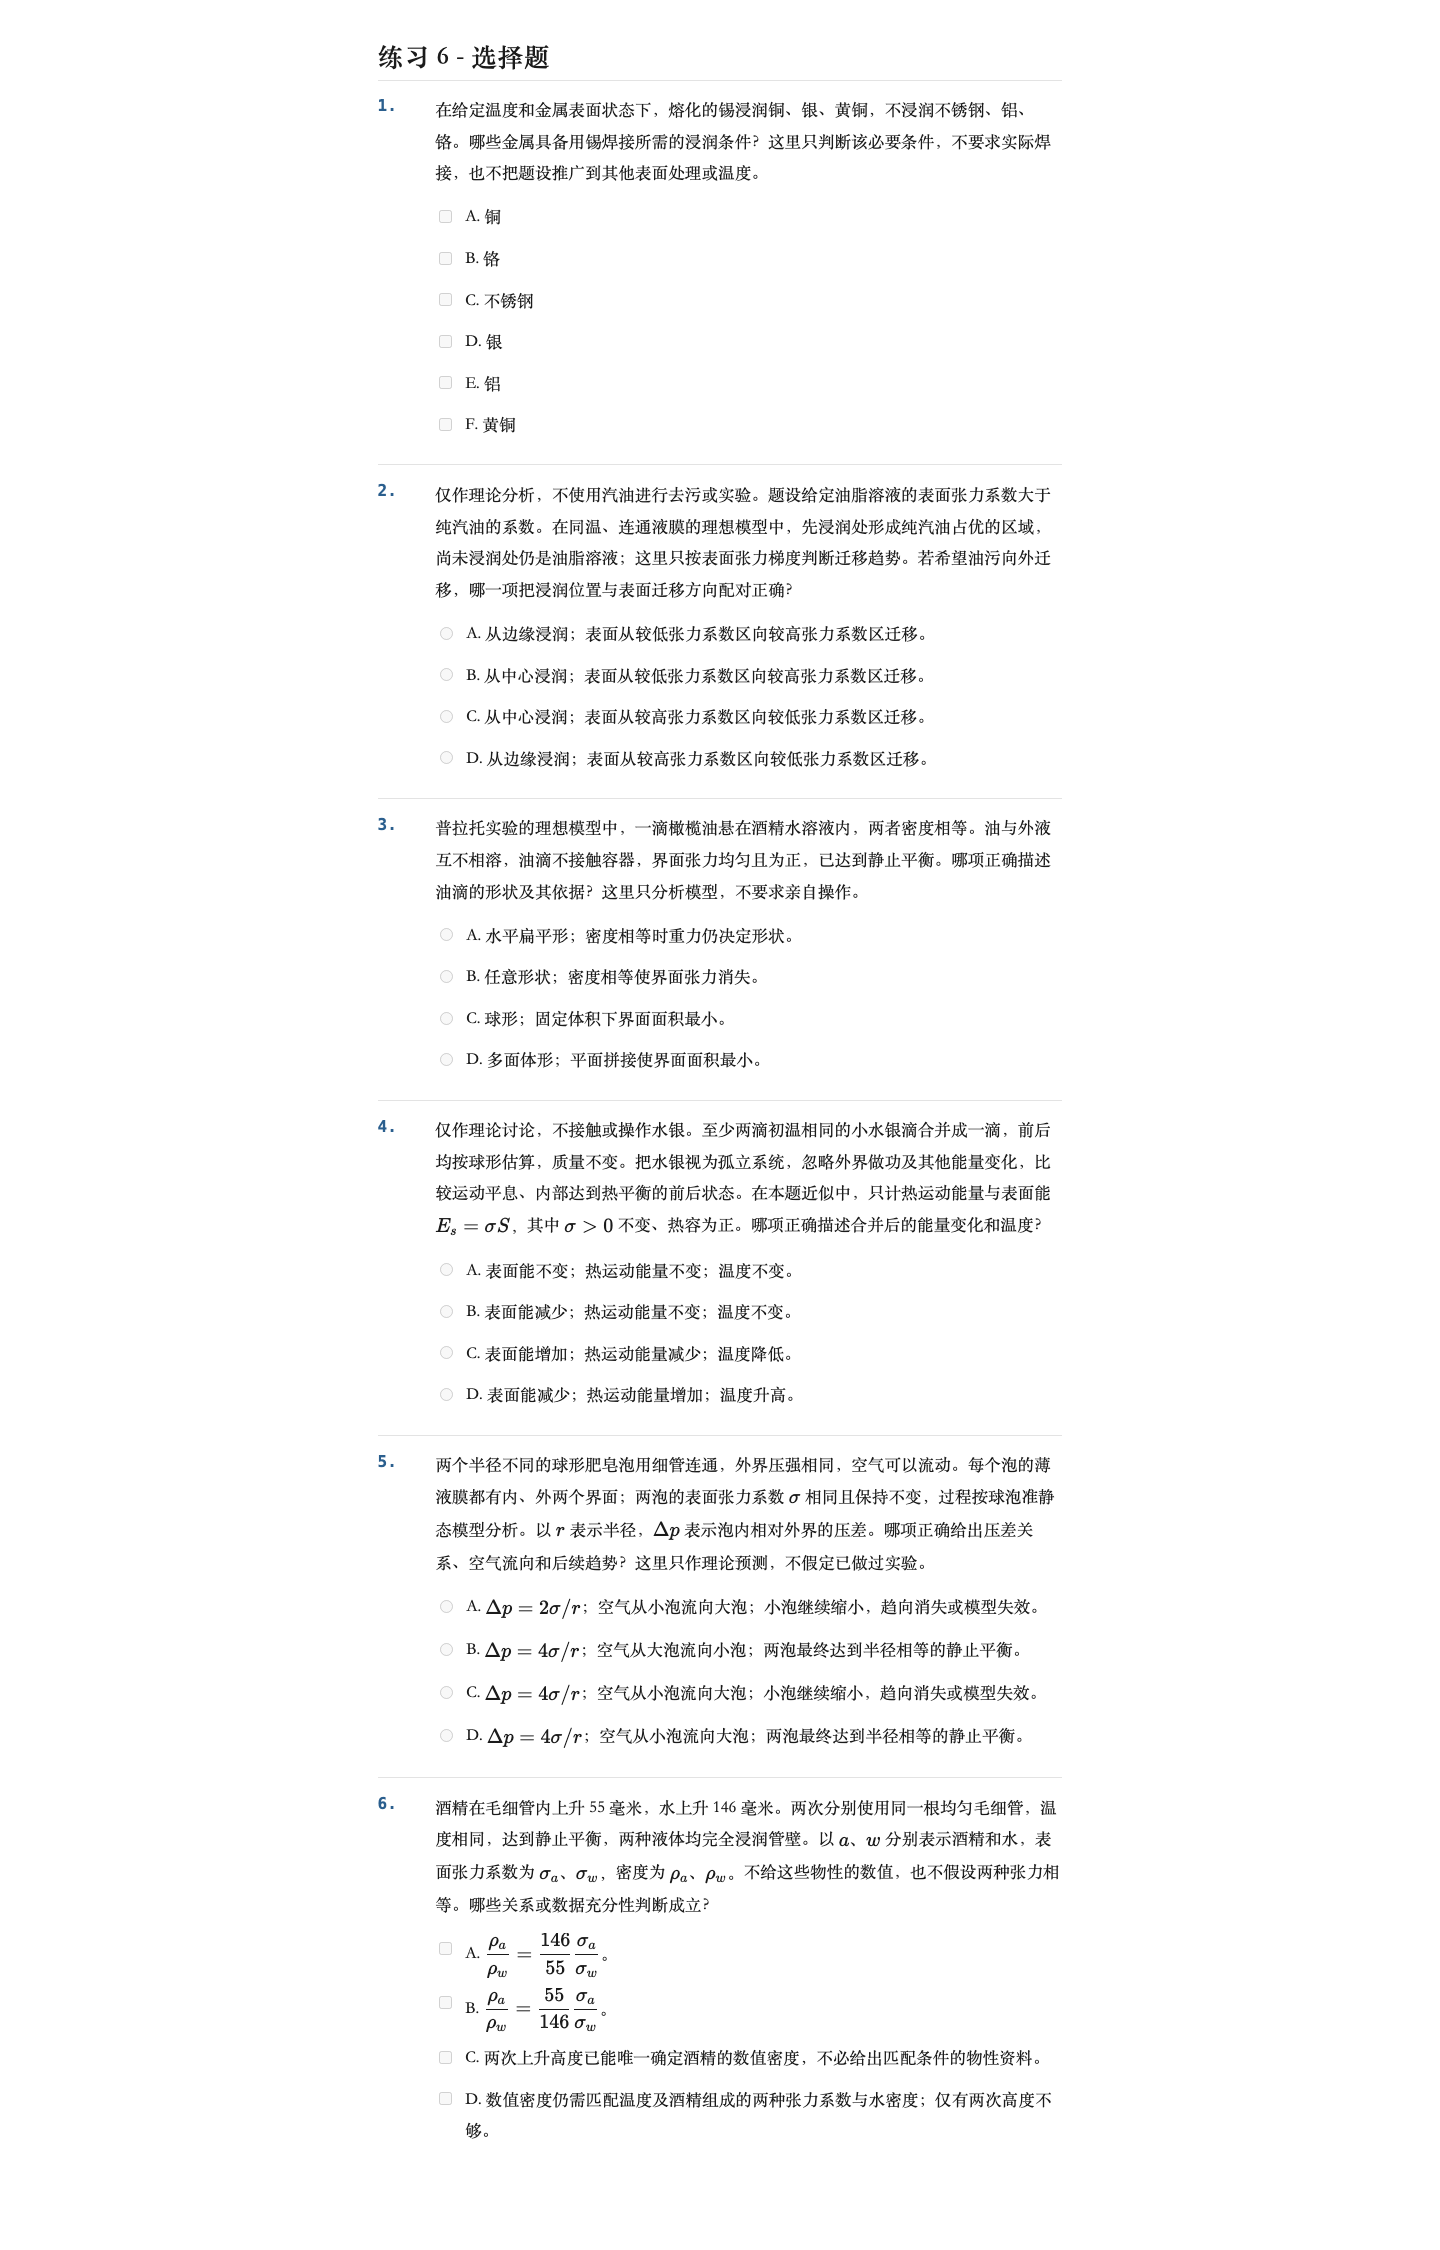 练习 6 - 选择题
1.
在给定温度和金属表面状态下，熔化的锡浸润铜、银、黄铜，不浸润不锈钢、铝、
铬。哪些金属具备用锡焊接所需的浸润条件？这里只判断该必要条件，不要求实际焊
接，也不把题设推广到其他表面处理或温度。
A. 铜
B. 铬
C. 不锈钢
D. 银
E. 铝
F. 黄铜
2.
仅作理论分析，不使用汽油进行去污或实验。题设给定油脂溶液的表面张力系数大于
纯汽油的系数。在同温、连通液膜的理想模型中，先浸润处形成纯汽油占优的区域，
尚未浸润处仍是油脂溶液；这里只按表面张力梯度判断迁移趋势。若希望油污向外迁
移，哪一项把浸润位置与表面迁移方向配对正确？
A. 从边缘浸润；表面从较低张力系数区向较高张力系数区迁移。
B. 从中心浸润；表面从较低张力系数区向较高张力系数区迁移。
C. 从中心浸润；表面从较高张力系数区向较低张力系数区迁移。
D. 从边缘浸润；表面从较高张力系数区向较低张力系数区迁移。
3.
普拉托实验的理想模型中，一滴橄榄油悬在酒精水溶液内，两者密度相等。油与外液
互不相溶，油滴不接触容器，界面张力均匀且为正，已达到静止平衡。哪项正确描述
油滴的形状及其依据？这里只分析模型，不要求亲自操作。
A. 水平扁平形；密度相等时重力仍决定形状。
B. 任意形状；密度相等使界面张力消失。
C. 球形；固定体积下界面面积最小。
D. 多面体形；平面拼接使界面面积最小。
4.
仅作理论讨论，不接触或操作水银。至少两滴初温相同的小水银滴合并成一滴，前后
均按球形估算，质量不变。把水银视为孤立系统，忽略外界做功及其他能量变化，比
较运动平息、内部达到热平衡的前后状态。在本题近似中，只计热运动能量与表面能
$E_s = \sigma S$，其中 $\sigma > 0$ 不变、热容为正。哪项正确描述合并后的能量变化和温度？
A. 表面能不变；热运动能量不变；温度不变。
B. 表面能减少；热运动能量不变；温度不变。
C. 表面能增加；热运动能量减少；温度降低。
D. 表面能减少；热运动能量增加；温度升高。
5.
两个半径不同的球形肥皂泡用细管连通，外界压强相同，空气可以流动。每个泡的薄
液膜都有内、外两个界面；两泡的表面张力系数 $\sigma$ 相同且保持不变，过程按球泡准静
态模型分析。以 $r$ 表示半径，$\Delta p$ 表示泡内相对外界的压差。哪项正确给出压差关
系、空气流向和后续趋势？这里只作理论预测，不假定已做过实验。
A. $\Delta p = 2\sigma/r$；空气从小泡流向大泡；小泡继续缩小，趋向消失或模型失效。
B. $\Delta p = 4\sigma/r$；空气从大泡流向小泡；两泡最终达到半径相等的静止平衡。
C. $\Delta p = 4\sigma/r$；空气从小泡流向大泡；小泡继续缩小，趋向消失或模型失效。
D. $\Delta p = 4\sigma/r$；空气从小泡流向大泡；两泡最终达到半径相等的静止平衡。
6.
酒精在毛细管内上升 55 毫米，水上升 146 毫米。两次分别使用同一根均匀毛细管，温
度相同，达到静止平衡，两种液体均完全浸润管壁。以 $a$、$w$ 分别表示酒精和水，表
面张力系数为 $\sigma_a$、$\sigma_w$，密度为 $\rho_a$、$\rho_w$。不给这些物性的数值，也不假设两种张力相
等。哪些关系或数据充分性判断成立？
A. $\frac{\rho_a}{\rho_w} = \frac{146}{55}\frac{\sigma_a}{\sigma_w}$。
B. $\frac{\rho_a}{\rho_w} = \frac{55}{146}\frac{\sigma_a}{\sigma_w}$。
C. 两次上升高度已能唯一确定酒精的数值密度，不必给出匹配条件的物性资料。
D. 数值密度仍需匹配温度及酒精组成的两种张力系数与水密度；仅有两次高度不
够。